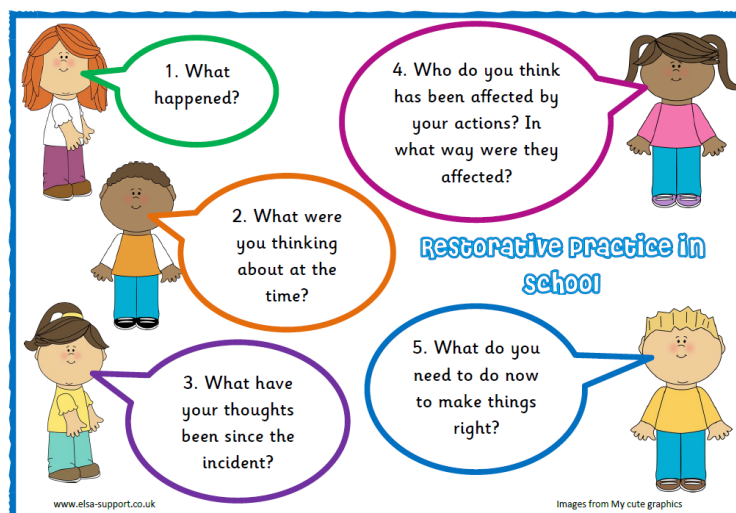 1. What
happened?
2. What were
you thinking
about at the
time?
3. What have
your thoughts
been since the
incident?
4. Who do you think
has been affected by
your actions? In
what way were they
affected?
Restorative Practice in
School
5. What do you
need to do now
to make things
right?
www.elsa-support.co.uk
Images from My cute graphics